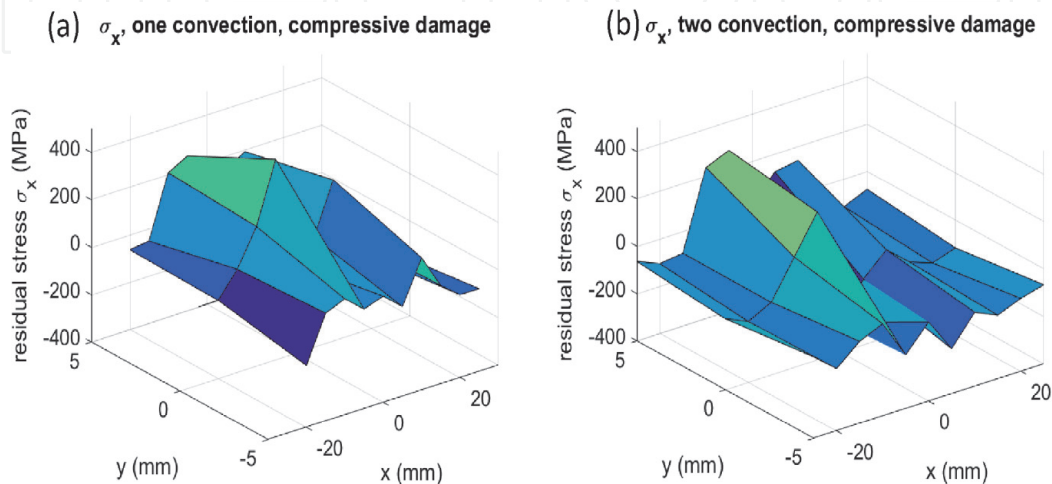 (a) σx, one convection, compressive damage
residual stress σx (MPa)
400
200
0
-200
-400
5
0
-5
y (mm)
-20
0
20
x (mm)
(b) σx, two convection, compressive damage
residual stress σx (MPa)
400
200
0
-200
-400
5
0
-5
y (mm)
-20
0
20
x (mm)